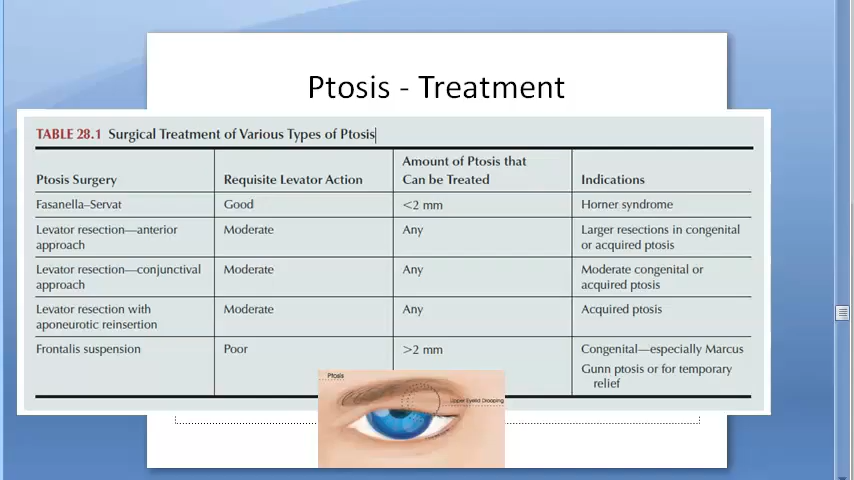 Ptosis - Treatment
TABLE 28.1 Surgical Treatment of Various Types of Ptosis
Ptosis Surgery
Requisite Levator Action
Amount of Ptosis that
Can be Treated
Indications
Fasanella–Servat
Good
<2 mm
Horner syndrome
Levator resection—anterior
approach
Moderate
Any
Larger resections in congenital
or acquired ptosis
Levator resection—conjunctival
approach
Moderate
Any
Moderate congenital or
acquired ptosis
Levator resection with
aponeurotic reinsertion
Moderate
Any
Acquired ptosis
Frontalis suspension
Poor
>2 mm
Congenital—especially Marcus
Gunn ptosis or for temporary
relief
Ptosis
Upper Eyelid Drooping